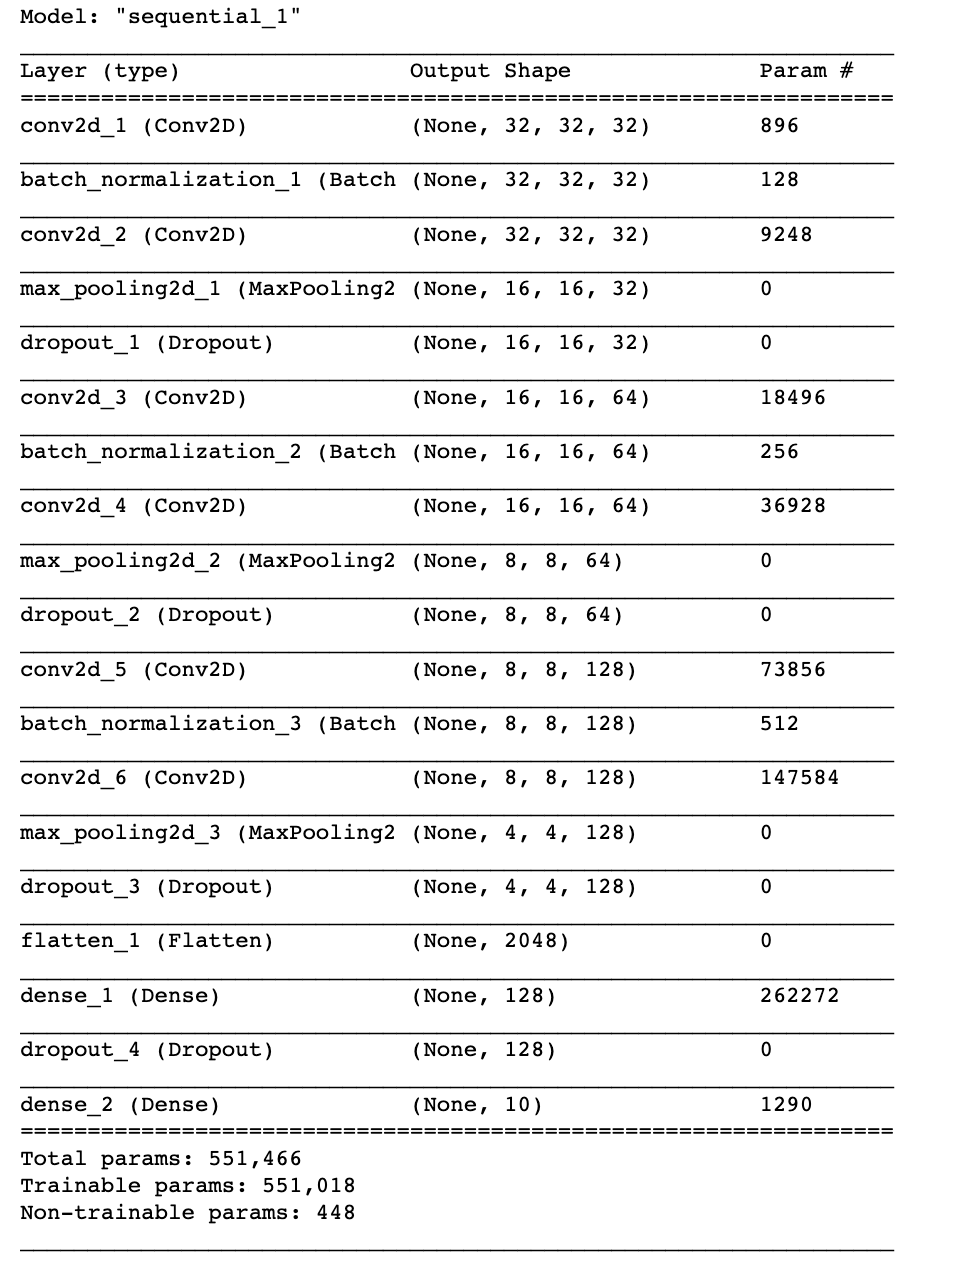 Model: "sequential_1"
Layer (type) Output Shape Param #
conv2d_1 (Conv2D) (None, 32, 32, 32) 896
batch_normalization_1 (Batch (None, 32, 32, 32) 128
conv2d_2 (Conv2D) (None, 32, 32, 32) 9248
max_pooling2d_1 (MaxPooling2 (None, 16, 16, 32) 0
dropout_1 (Dropout) (None, 16, 16, 32) 0
conv2d_3 (Conv2D) (None, 16, 16, 64) 18496
batch_normalization_2 (Batch (None, 16, 16, 64) 256
conv2d_4 (Conv2D) (None, 16, 16, 64) 36928
max_pooling2d_2 (MaxPooling2 (None, 8, 8, 64) 0
dropout_2 (Dropout) (None, 8, 8, 64) 0
conv2d_5 (Conv2D) (None, 8, 8, 128) 73856
batch_normalization_3 (Batch (None, 8, 8, 128) 512
conv2d_6 (Conv2D) (None, 8, 8, 128) 147584
max_pooling2d_3 (MaxPooling2 (None, 4, 4, 128) 0
dropout_3 (Dropout) (None, 4, 4, 128) 0
flatten_1 (Flatten) (None, 2048) 0
dense_1 (Dense) (None, 128) 262272
dropout_4 (Dropout) (None, 128) 0
dense_2 (Dense) (None, 10) 1290
Total params: 551,466
Trainable params: 551,018
Non-trainable params: 448